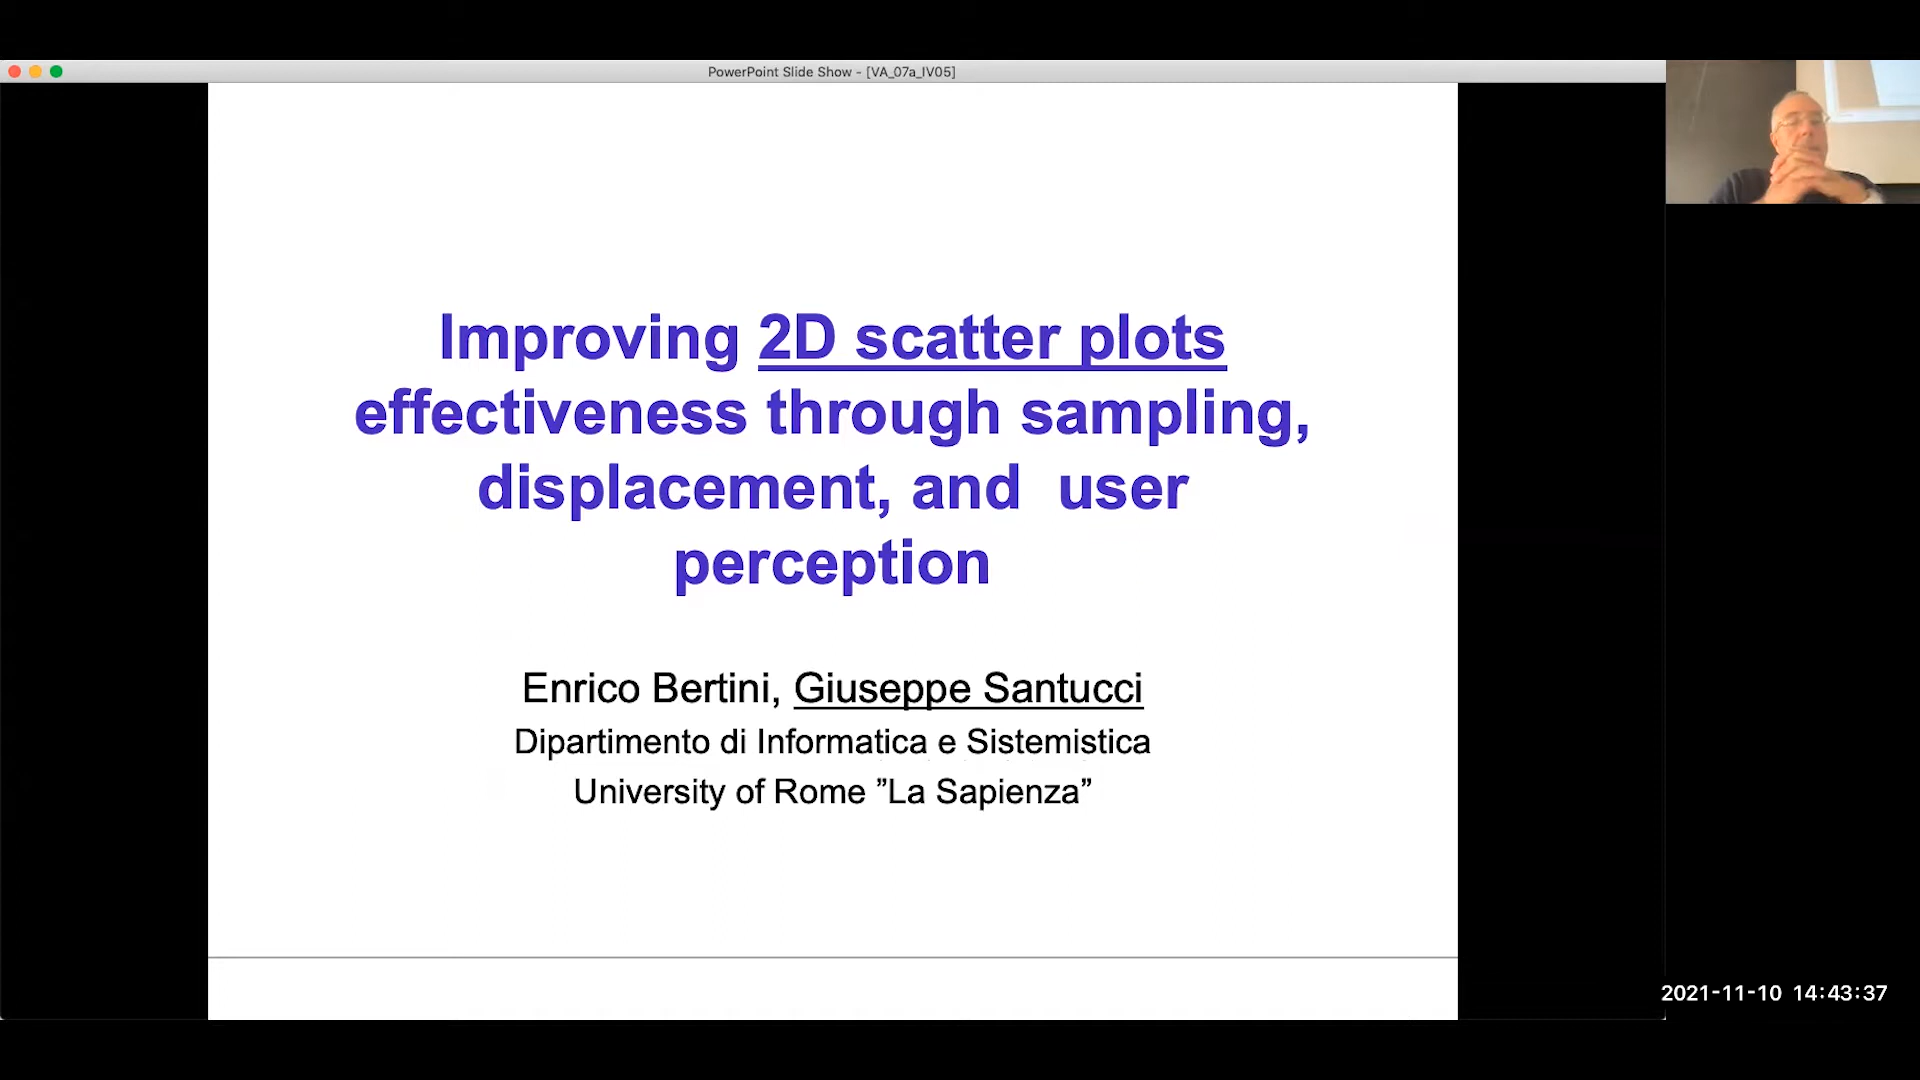 PowerPoint Slide Show - [VA_07a_IV05]
Improving 2D scatter plots
effectiveness through sampling,
displacement, and  user
perception
Enrico Bertini, Giuseppe Santucci
Dipartimento di Informatica e Sistemistica
University of Rome ”La Sapienza”
2021-11-10 14:43:37